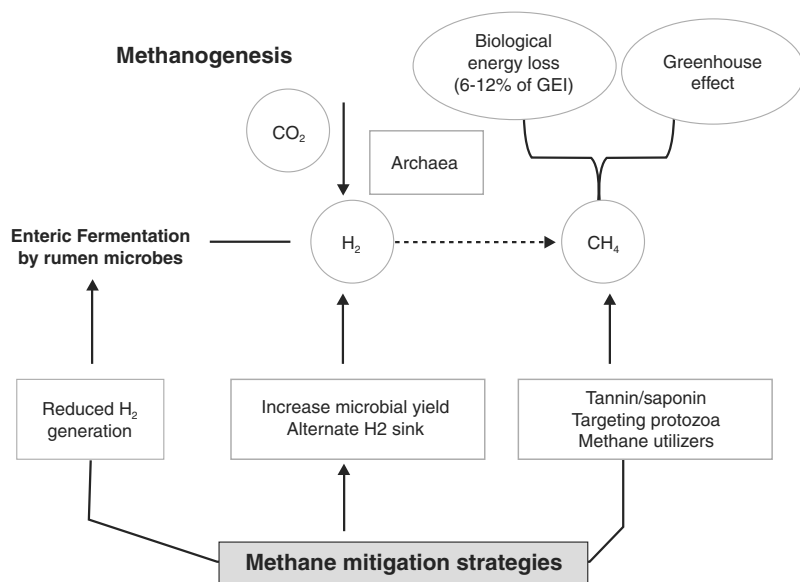 Methanogenesis
Biological
energy loss
(6-12% of GEI)
Greenhouse
effect
CO₂
Archaea
Enteric Fermentation
by rumen microbes
H₂
CH₄
Reduced H₂
generation
Increase microbial yield
Alternate H2 sink
Tannin/saponin
Targeting protozoa
Methane utilizers
Methane mitigation strategies